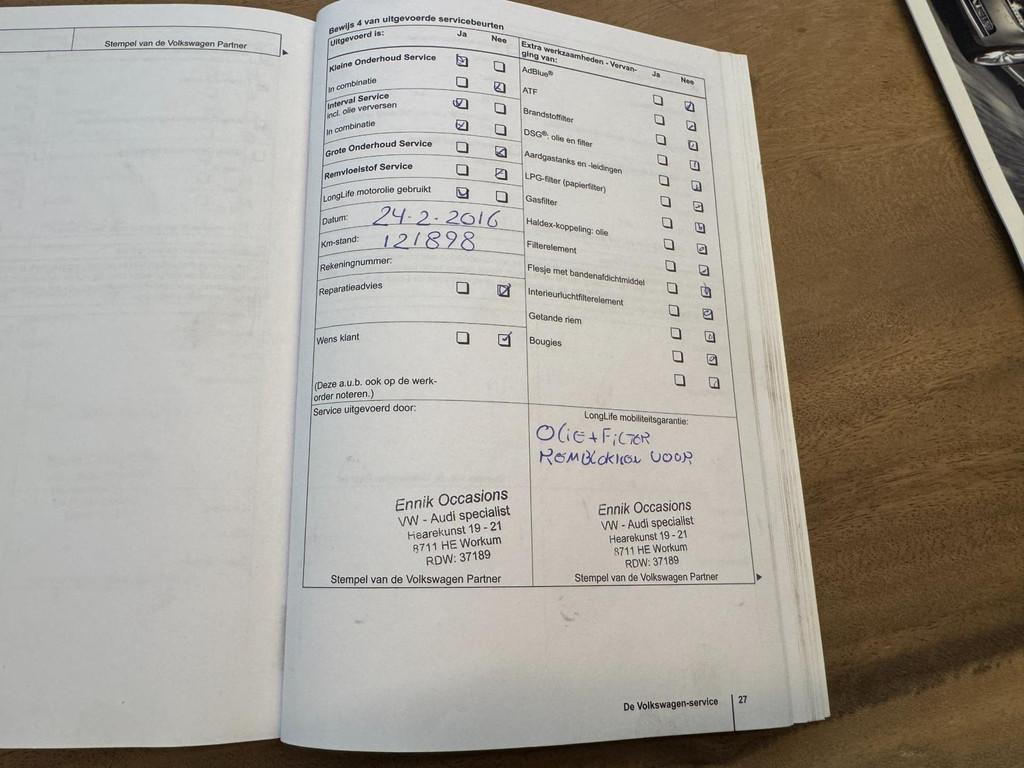 Stempel van de Volkswagen Partner
Bewijs 4 van uitgevoerde servicebeurten
Uitgevoerd is: Ja Nee
Kleine Onderhoud Service
In combinatie
Interval Service
incl. olie verversen
In combinatie
Grote Onderhoud Service
Remvloeistof Service
LongLife motorolie gebruikt
Datum: 24-2-2016
Km-stand: 121898
Rekeningnummer:
Reparatieadvies
Wens klant
(Deze a.u.b. ook op de werk-
order noteren.)
Extra werkzaamheden - Vervan-
ging van: Ja Nee
AdBlue®
ATF
Brandstoffilter
DSG®: olie en filter
Aardgastanks en -leidingen
LPG-filter (papierfilter)
Gasfilter
Haldex-koppeling: olie
Filterelement
Flesje met bandenafdichtmiddel
Interieurluchtfilterelement
Getande riem
Bougies
Service uitgevoerd door:
Ennik Occasions
VW - Audi specialist
Hearekunst 19 - 21
8711 HE Workum
RDW: 37189
Stempel van de Volkswagen Partner
LongLife mobiliteitsgarantie:
Olie + Filter
Remblokken voor
Ennik Occasions
VW - Audi specialist
Hearekunst 19 - 21
8711 HE Workum
RDW: 37189
Stempel van de Volkswagen Partner
De Volkswagen-service 27